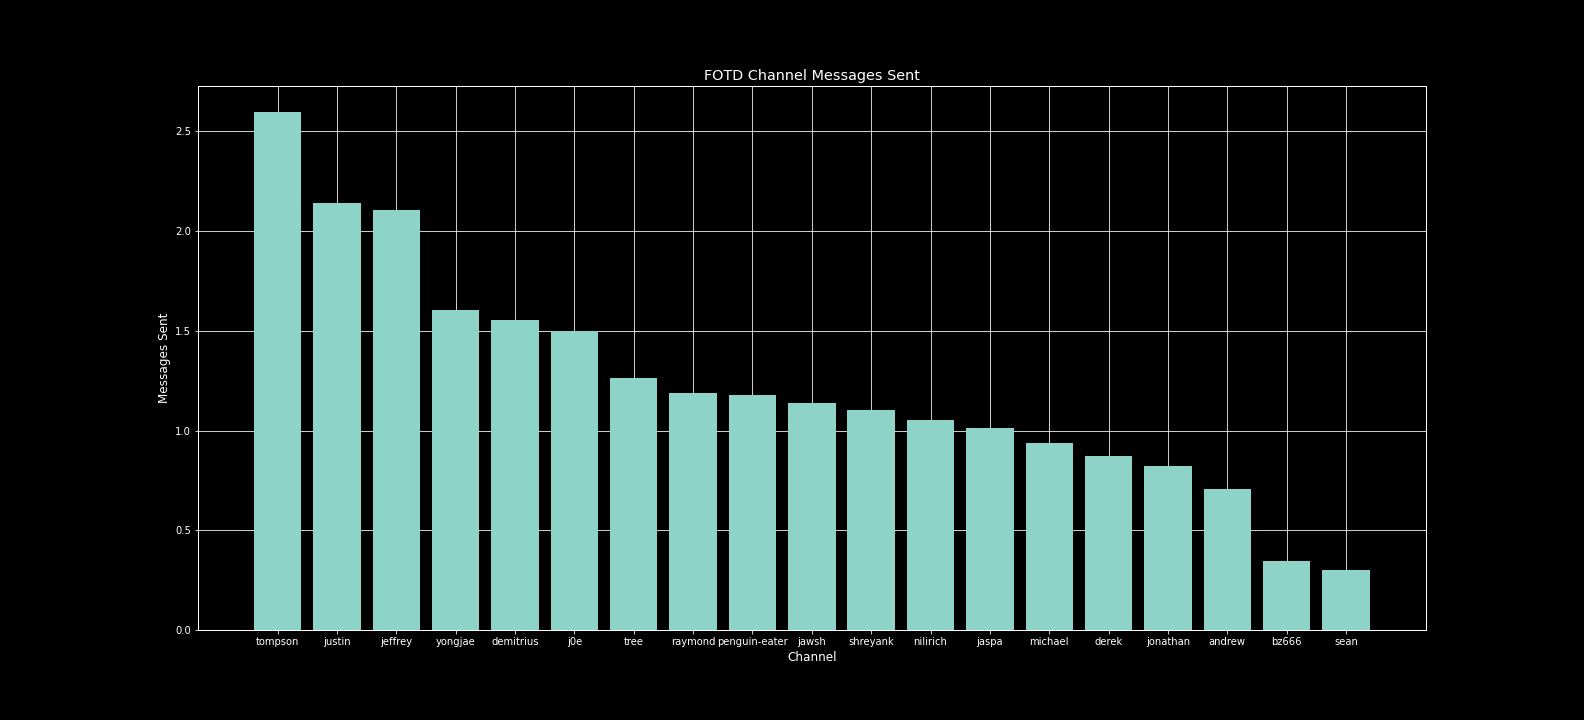 FOTD Channel Messages Sent
Messages Sent
2.5
2.0
1.5
1.0
0.5
0.0
tompson justin jeffrey yongjae demitrius j0e tree raymond penguin-eater jawsh shreyank nilirich jaspa michael derek jonathan andrew bz666 sean
Channel